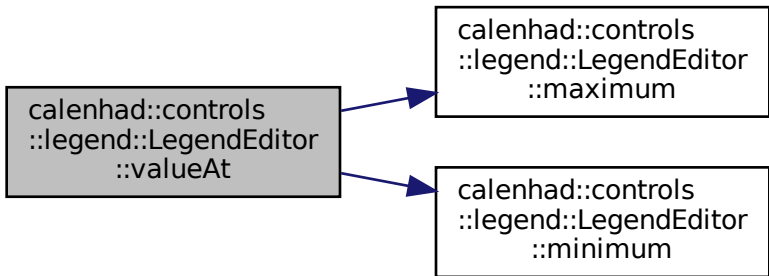 calenhad::controls
::legend::LegendEditor
::valueAt
calenhad::controls
::legend::LegendEditor
::maximum
calenhad::controls
::legend::LegendEditor
::minimum